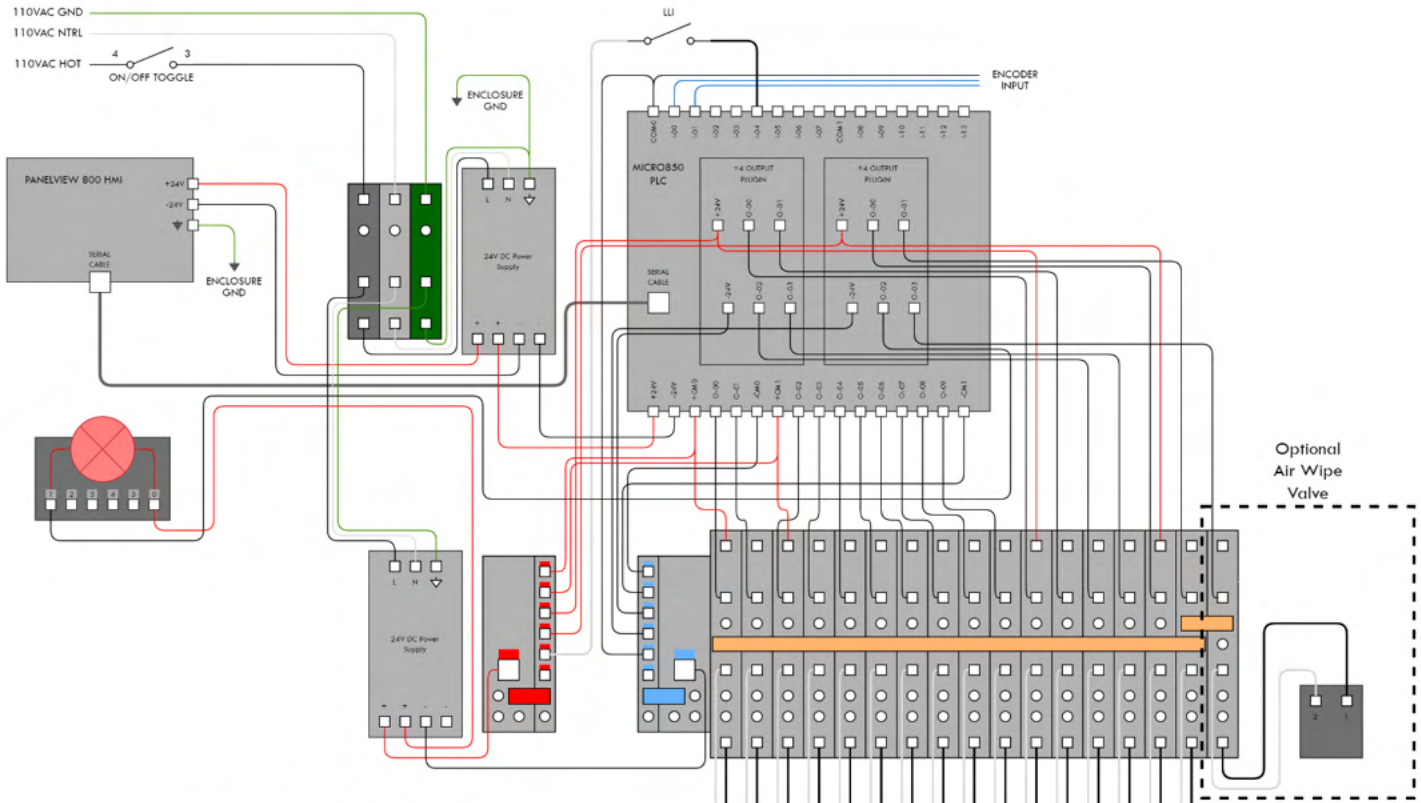 110VAC GND
110VAC NTRL
110VAC HOT
4
3
ON/OFF TOGGLE
LLI
ENCLOSURE
GND
ENCODER
INPUT
COM0
I-00
I-01
I-02
I-03
I-04
I-05
I-06
I-07
COM1
I-08
I-09
I-10
I-11
I-12
I-13
PANELVIEW 800 HMI
+24V
-24V
SERIAL
CABLE
ENCLOSURE
GND
L
N
24V DC Power
Supply
+
+
-
-
MICRO850
PLC
+4 OUTPUT
PLUGIN
+24V
O-00
O-01
-24V
O-02
O-03
+4 OUTPUT
PLUGIN
+24V
O-00
O-01
-24V
O-02
O-03
SERIAL
CABLE
+24V
-24V
+CM0
O-00
O-01
-CM0
+CM1
O-02
O-03
O-04
O-05
O-06
O-07
O-08
O-09
-CM1
1
2
3
4
5
0
L
N
24V DC Power
Supply
+
+
-
-
Optional
Air Wipe
Valve
2
1